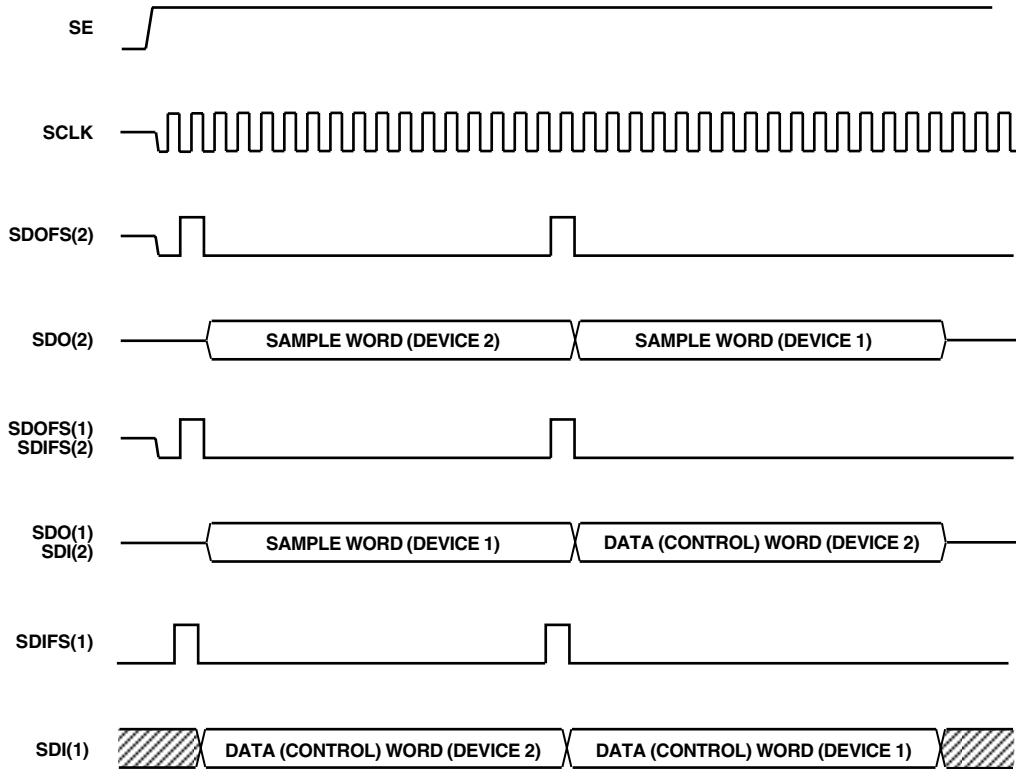 SE
SCLK
SDOFS(2)
SDO(2)
SAMPLE WORD (DEVICE 2)
SAMPLE WORD (DEVICE 1)
SDOFS(1)
SDIFS(2)
SDO(1)
SDI(2)
SAMPLE WORD (DEVICE 1)
DATA (CONTROL) WORD (DEVICE 2)
SDIFS(1)
SDI(1)
DATA (CONTROL) WORD (DEVICE 2)
DATA (CONTROL) WORD (DEVICE 1)